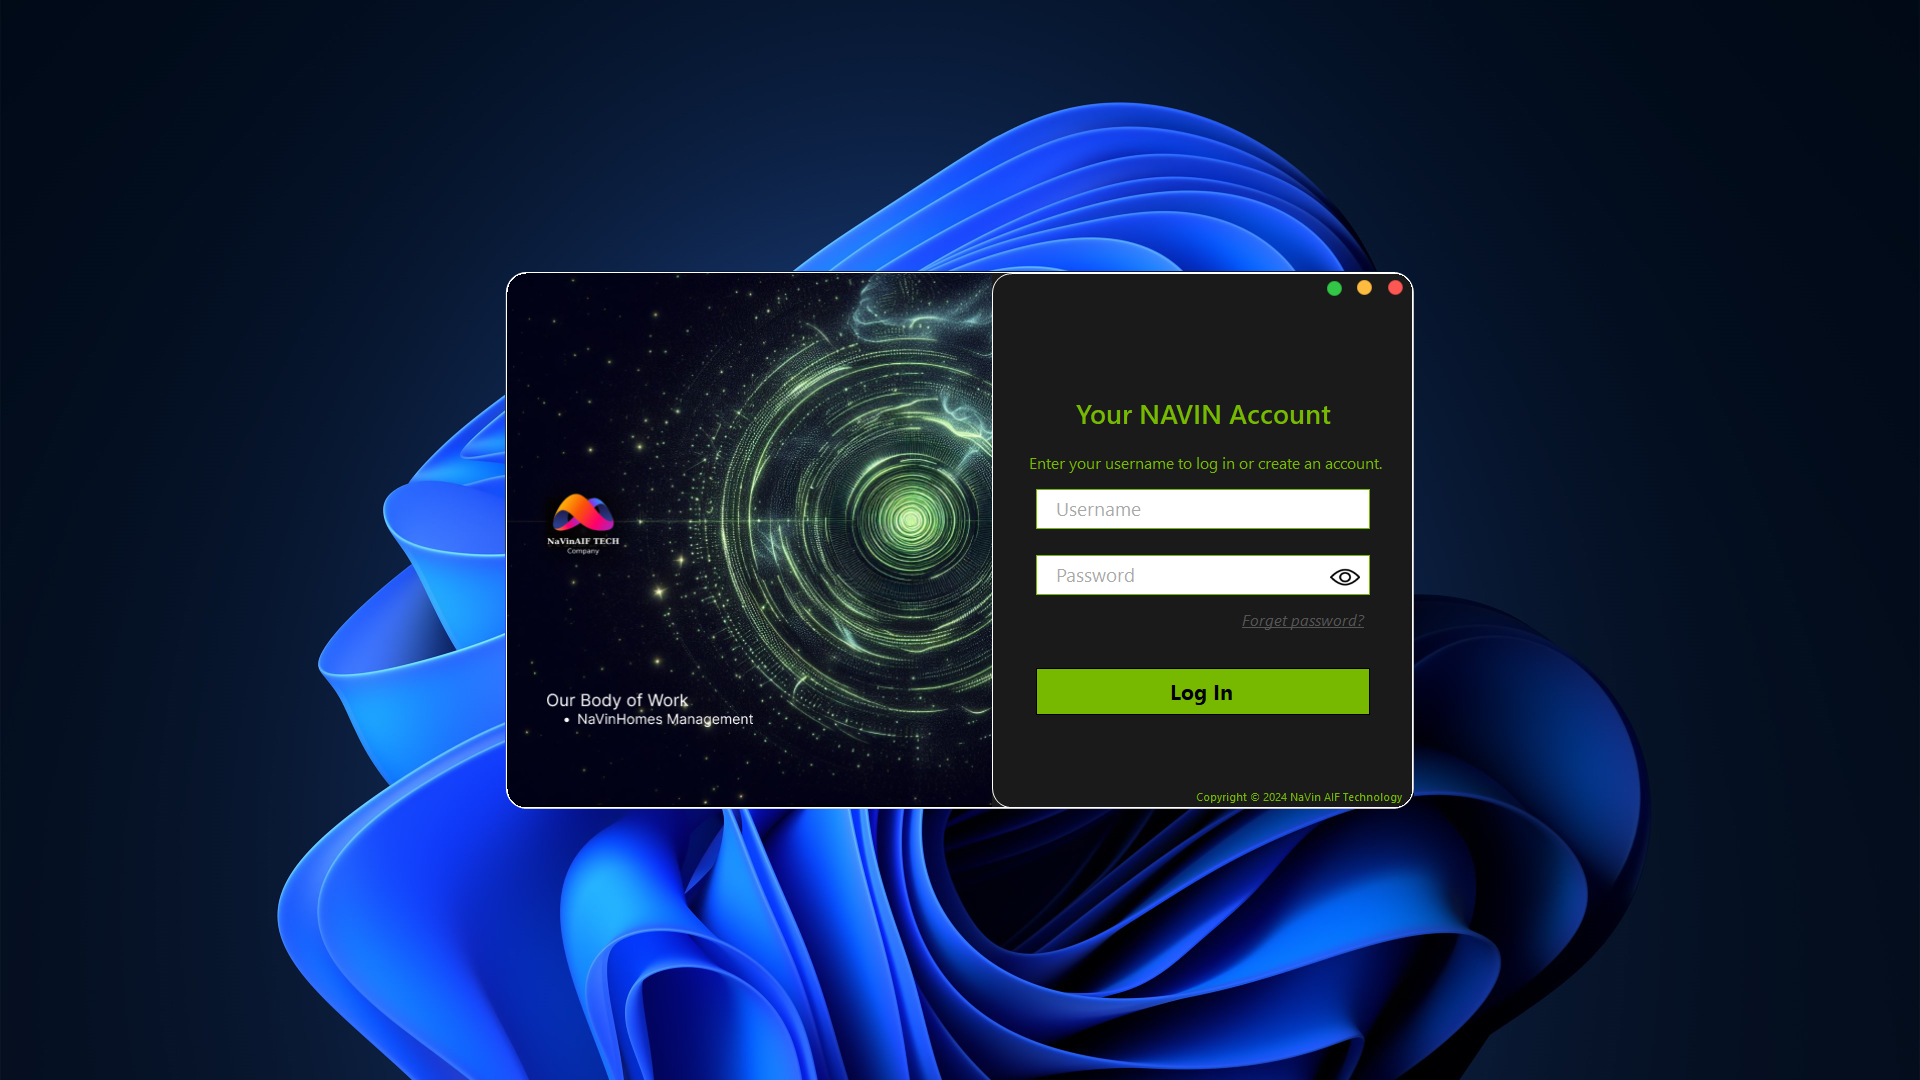 NaVinAIF TECH
Company
Our Body of Work
• NaVinHomes Management
Your NAVIN Account
Enter your username to log in or create an account.
Username
Password
Forget password?
Log In
Copyright © 2024 NaVin AIF Technology